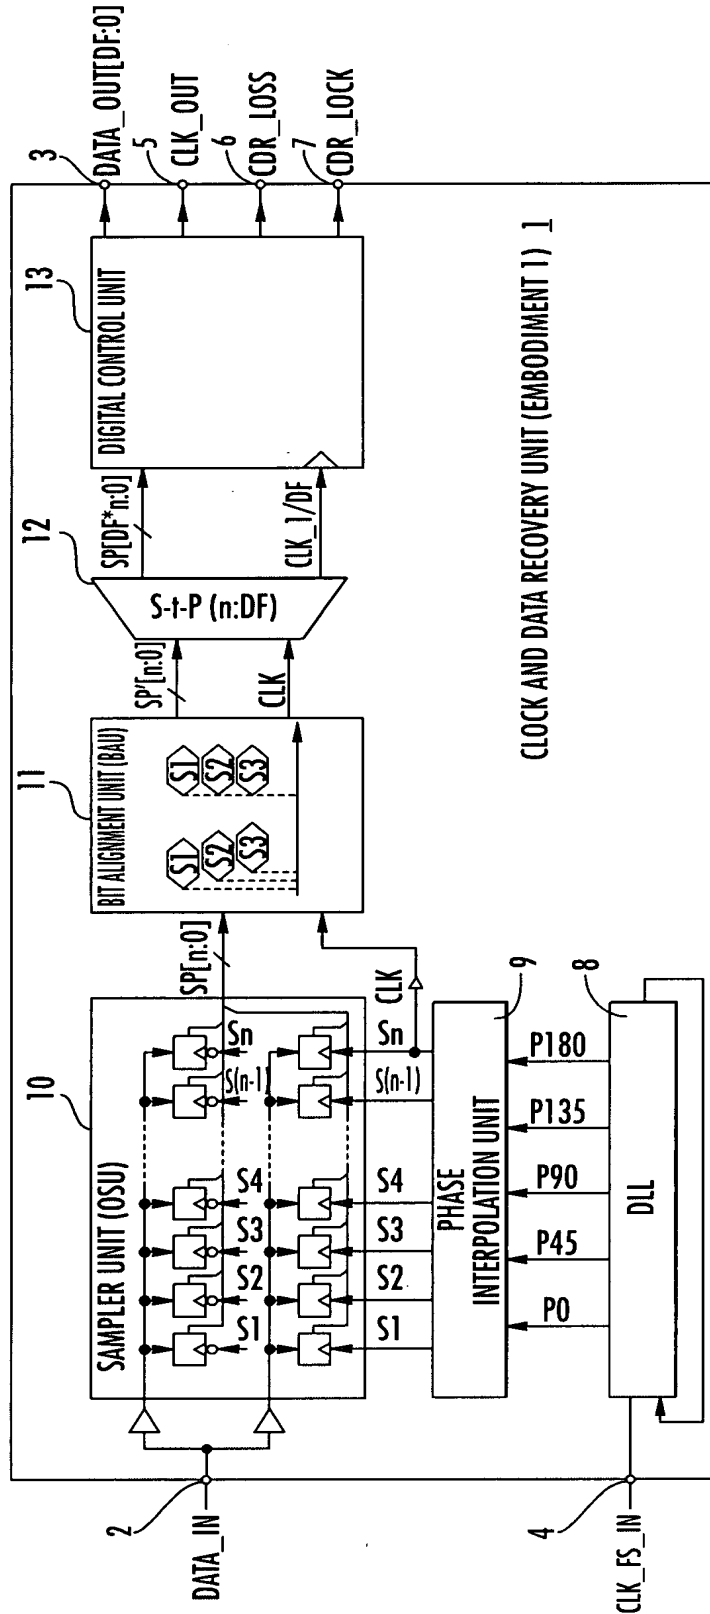 DATA_IN
2
SAMPLER UNIT (OSU)
10
S1
S2
S3
S4
S(n-1)
Sn
S1
S2
S3
S4
S(n-1)
Sn
CLK
SP[n:0]
BIT ALIGNMENT UNIT (BAU)
11
S1
S2
S3
S1
S2
S3
SP'[n:0]
CLK
12
S-t-P (n:DF)
SP[DF*n:0]
CLK_1/DF
DIGITAL CONTROL UNIT
13
3
DATA_OUT[DF:0]
5
CLK_OUT
6
CDR_LOSS
7
CDR_LOCK
PHASE
INTERPOLATION UNIT
9
P0
P45
P90
P135
P180
DLL
8
4
CLK_FS_IN
CLOCK AND DATA RECOVERY UNIT (EMBODIMENT 1) 1